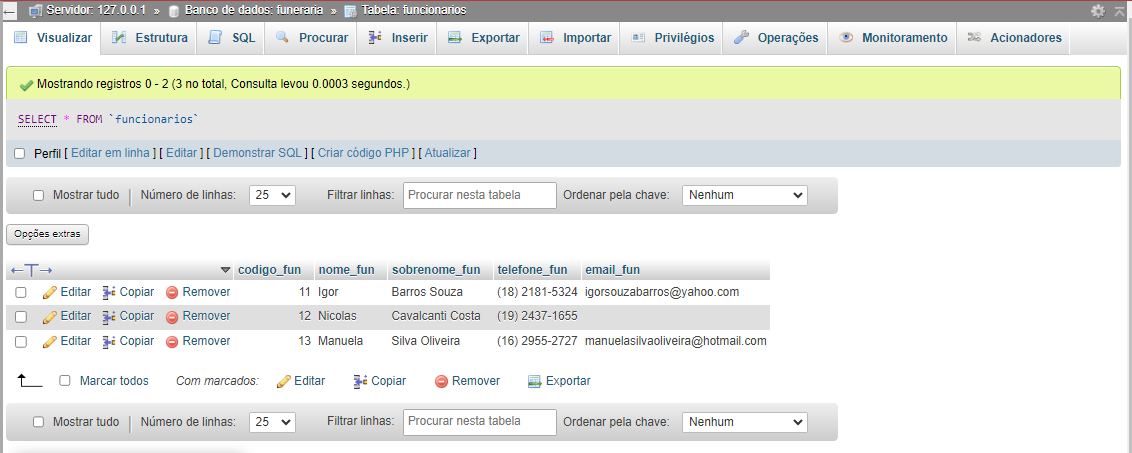 Servidor: 127.0.0.1 » Banco de dados: funeraria » Tabela: funcionarios
Visualizar Estrutura SQL Procurar Inserir Exportar Importar Privilégios Operações Monitoramento Acionadores
Mostrando registros 0 - 2 (3 no total, Consulta levou 0.0003 segundos.)
SELECT * FROM `funcionarios`
Perfil [ Editar em linha ] [ Editar ] [ Demonstrar SQL ] [ Criar código PHP ] [ Atualizar ]
Mostrar tudo Número de linhas: 25 Filtrar linhas: Procurar nesta tabela Ordenar pela chave: Nenhum
Opções extras
←T→ codigo_fun nome_fun sobrenome_fun telefone_fun email_fun
Editar Copiar Remover 11 Igor Barros Souza (18) 2181-5324 igorsouzabarros@yahoo.com
Editar Copiar Remover 12 Nicolas Cavalcanti Costa (19) 2437-1655
Editar Copiar Remover 13 Manuela Silva Oliveira (16) 2955-2727 manuelasilvaoliveira@hotmail.com
Marcar todos Com marcados: Editar Copiar Remover Exportar
Mostrar tudo Número de linhas: 25 Filtrar linhas: Procurar nesta tabela Ordenar pela chave: Nenhum